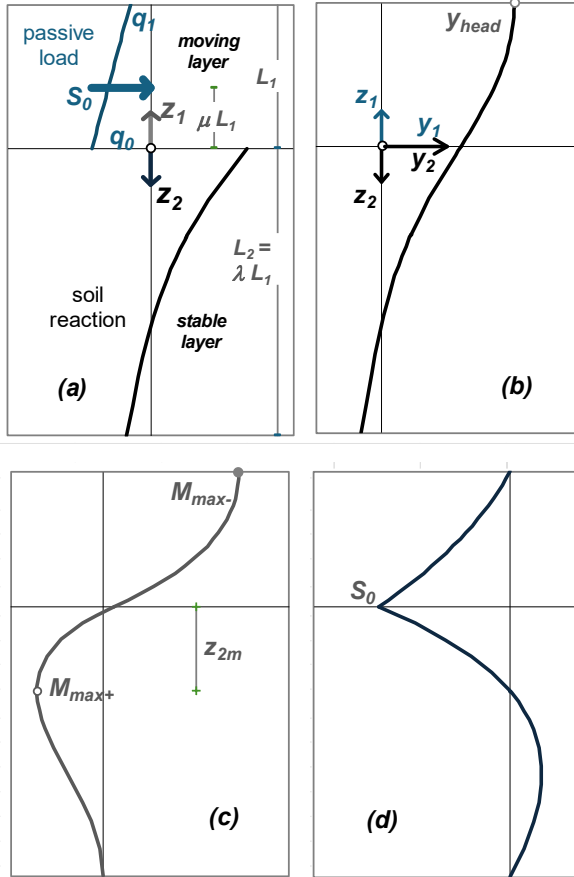 passive
load
q1
moving
layer
S0
z1
μ L1
L1
q0
z2
L2 =
λ L1
soil
reaction
stable
layer
(a)
yhead
z1
y1
y2
z2
(b)
Mmax-
z2m
Mmax+
(c)
S0
(d)